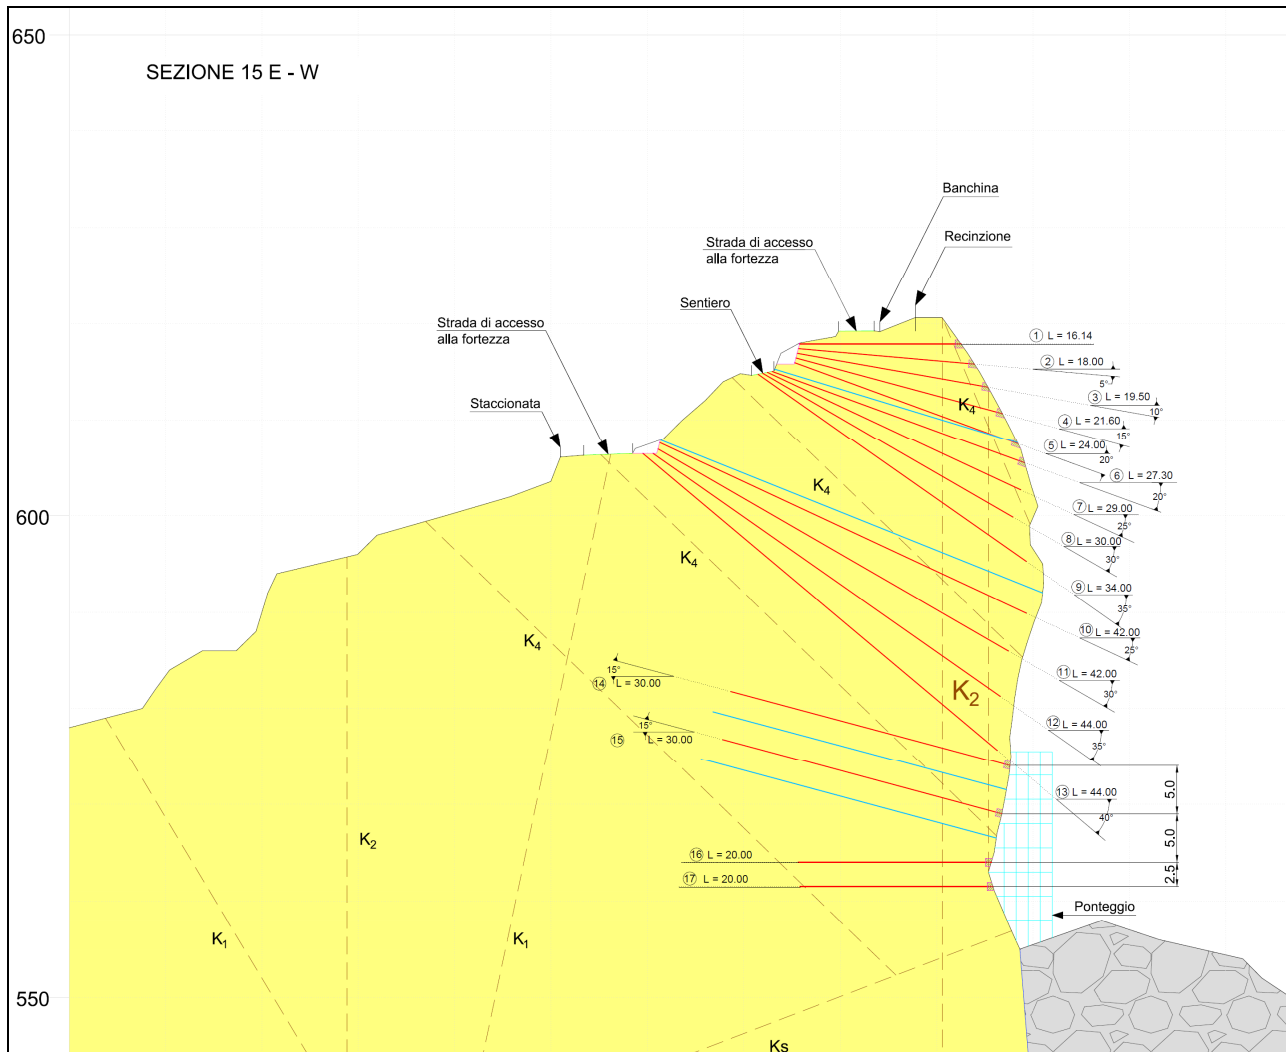 650
SEZIONE 15 E - W
Banchina
Strada di accesso
alla fortezza
Recinzione
Sentiero
Strada di accesso
alla fortezza
Staccionata
1 L = 16.14
2 L = 18.00
5°
3 L = 19.50
10°
4 L = 21.60
15°
5 L = 24.00
20°
6 L = 27.30
20°
7 L = 29.00
25°
8 L = 30.00
30°
9 L = 34.00
35°
10 L = 42.00
25°
11 L = 42.00
30°
12 L = 44.00
35°
13 L = 44.00
40°
600
K4
K4
K4
K4
15°
14 L = 30.00
15°
15 L = 30.00
K2
5.0
5.0
2.5
K2
16 L = 20.00
17 L = 20.00
Ponteggio
K1
K1
550
Ks